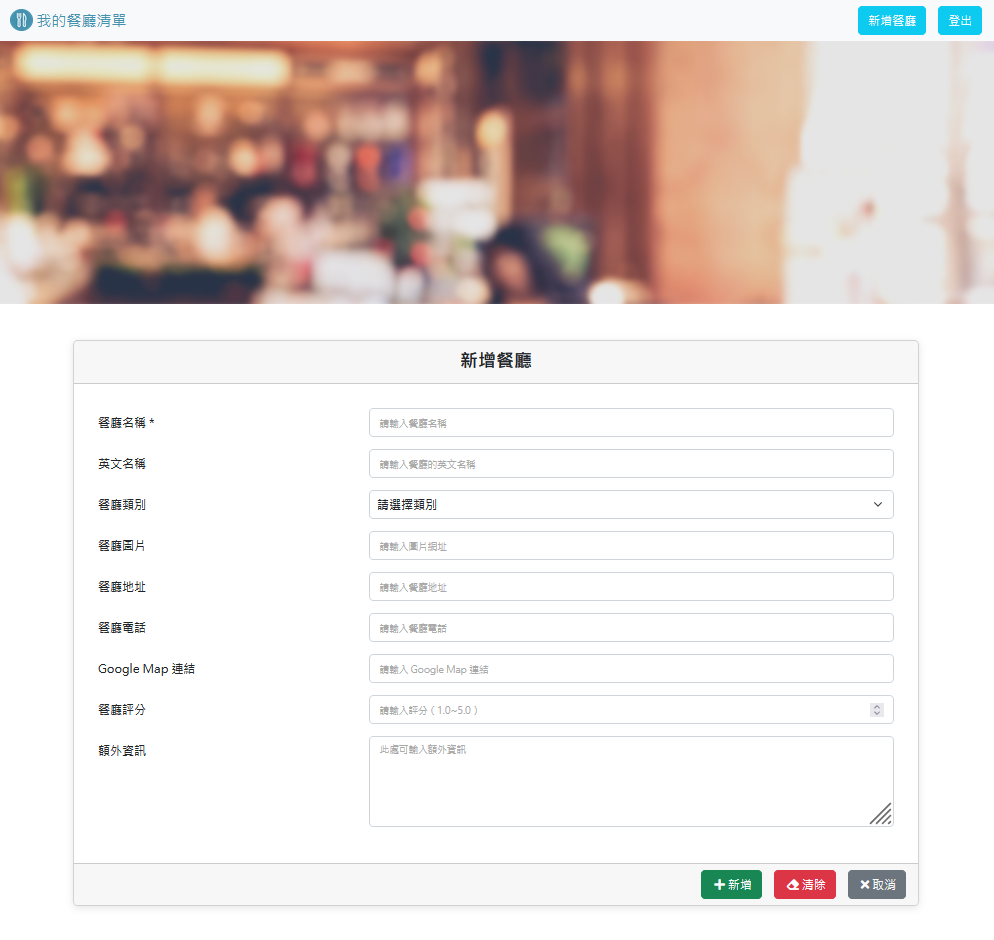 我的餐廳清單
新增餐廳 登出
新增餐廳
餐廳名稱 * 請輸入餐廳名稱
英文名稱 請輸入餐廳的英文名稱
餐廳類別 請選擇類別
餐廳圖片 請輸入圖片網址
餐廳地址 請輸入餐廳地址
餐廳電話 請輸入餐廳電話
Google Map 連結 請輸入 Google Map 連結
餐廳評分 請輸入評分 ( 1.0~5.0 )
額外資訊 此處可輸入額外資訊
新增 清除 取消